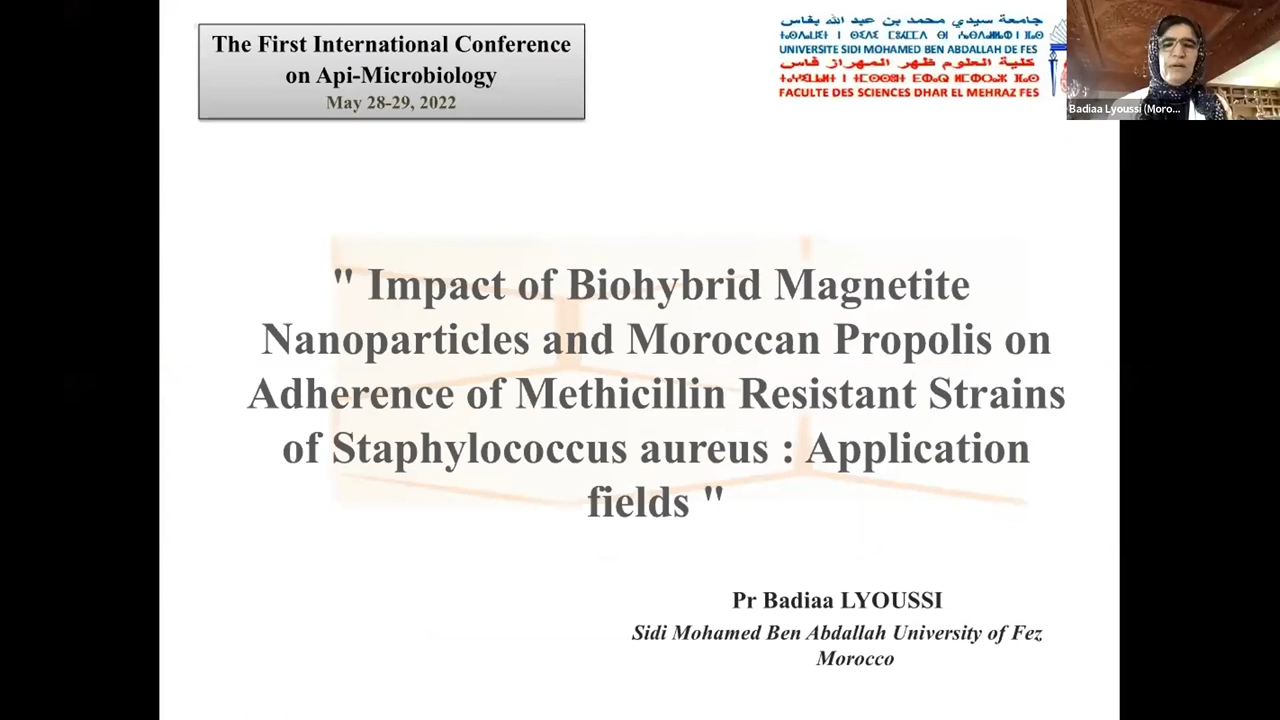 The First International Conference
on Api-Microbiology
May 28-29, 2022
جامعة سيدي محمد بن عبد الله بفاس
UNIVERSITE SIDI MOHAMED BEN ABDALLAH DE FES
كلية العلوم ظهر المهراز فاس
FACULTE DES SCIENCES DHAR EL MEHRAZ FES
Badiaa Lyoussi (Moro...
" Impact of Biohybrid Magnetite
Nanoparticles and Moroccan Propolis on
Adherence of Methicillin Resistant Strains
of Staphylococcus aureus : Application
fields "
Pr Badiaa LYOUSSI
Sidi Mohamed Ben Abdallah University of Fez
Morocco